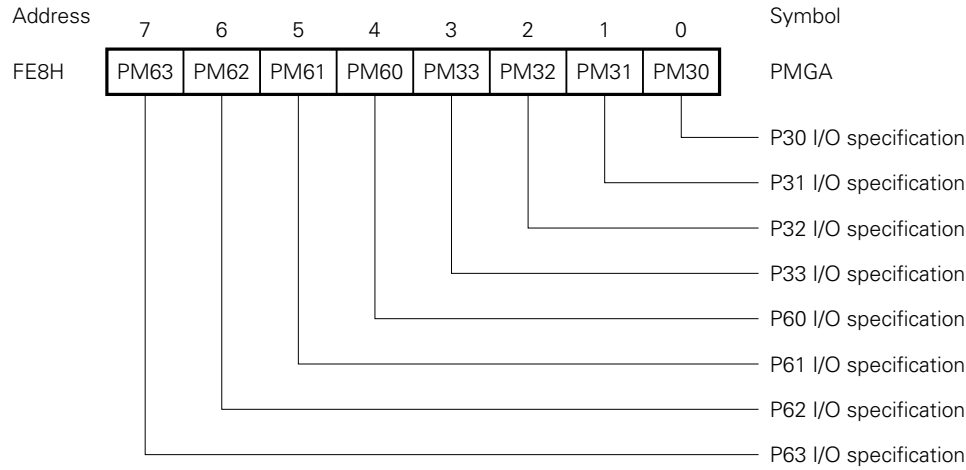 Address 7 6 5 4 3 2 1 0 Symbol
FE8H PM63 PM62 PM61 PM60 PM33 PM32 PM31 PM30 PMGA
P30 I/O specification
P31 I/O specification
P32 I/O specification
P33 I/O specification
P60 I/O specification
P61 I/O specification
P62 I/O specification
P63 I/O specification